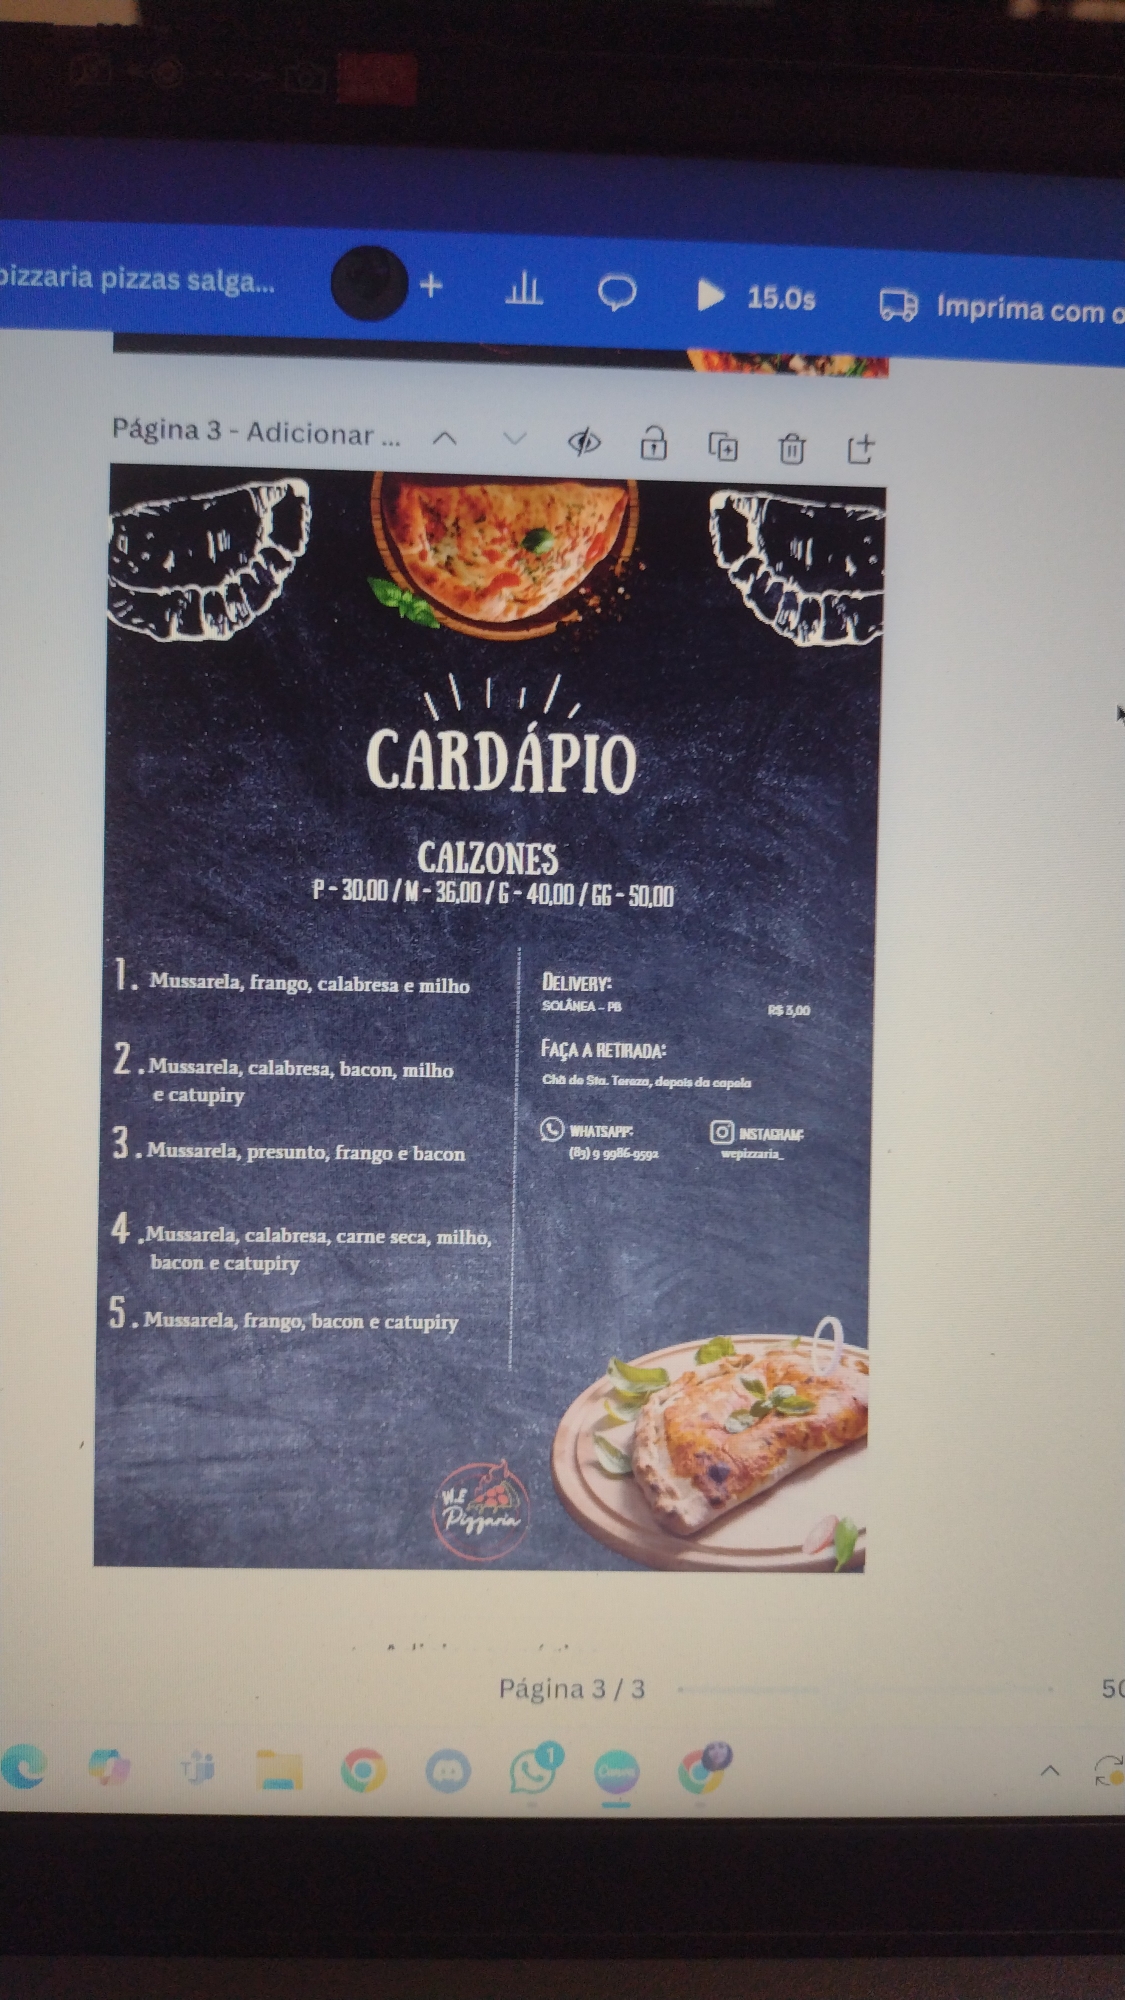 pizzaria pizzas salga...
+
15.0s
Imprima com o
Página 3 - Adicionar ...
CARDÁPIO
CALZONES
P - 30,00 / M - 36,00 / G - 40,00 / GG - 50,00
1. Mussarela, frango, calabresa e milho
2. Mussarela, calabresa, bacon, milho
e catupiry
3. Mussarela, presunto, frango e bacon
4. Mussarela, calabresa, carne seca, milho,
bacon e catupiry
5. Mussarela, frango, bacon e catupiry
DELIVERY:
SOLÂNEA - PB
R$ 3,00
FAÇA A RETIRADA:
Chã de Sta. Tereza, depois da capela
WHATSAPP:
(83) 9 9986-9592
INSTAGRAM:
wepizzaria_
W.E
Pizzaria
Página 3 / 3
50
1
Canva